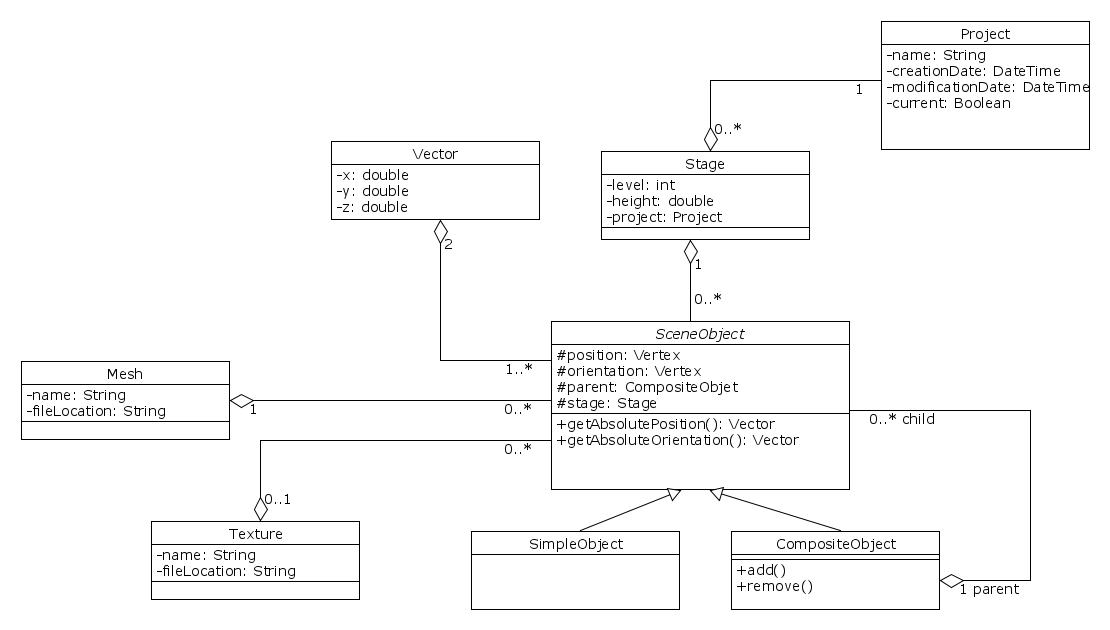 Project
-name: String
-creationDate: DateTime
-modificationDate: DateTime
-current: Boolean
1
0..*
Stage
-level: int
-height: double
-project: Project
1
0..*
Vector
-x: double
-y: double
-z: double
2
1..*
SceneObject
#position: Vertex
#orientation: Vertex
#parent: CompositeObjet
#stage: Stage
+getAbsolutePosition(): Vector
+getAbsoluteOrientation(): Vector
Mesh
-name: String
-fileLocation: String
1
0..*
0..*
0..1
Texture
-name: String
-fileLocation: String
SimpleObject
CompositeObject
+add()
+remove()
0..* child
1 parent